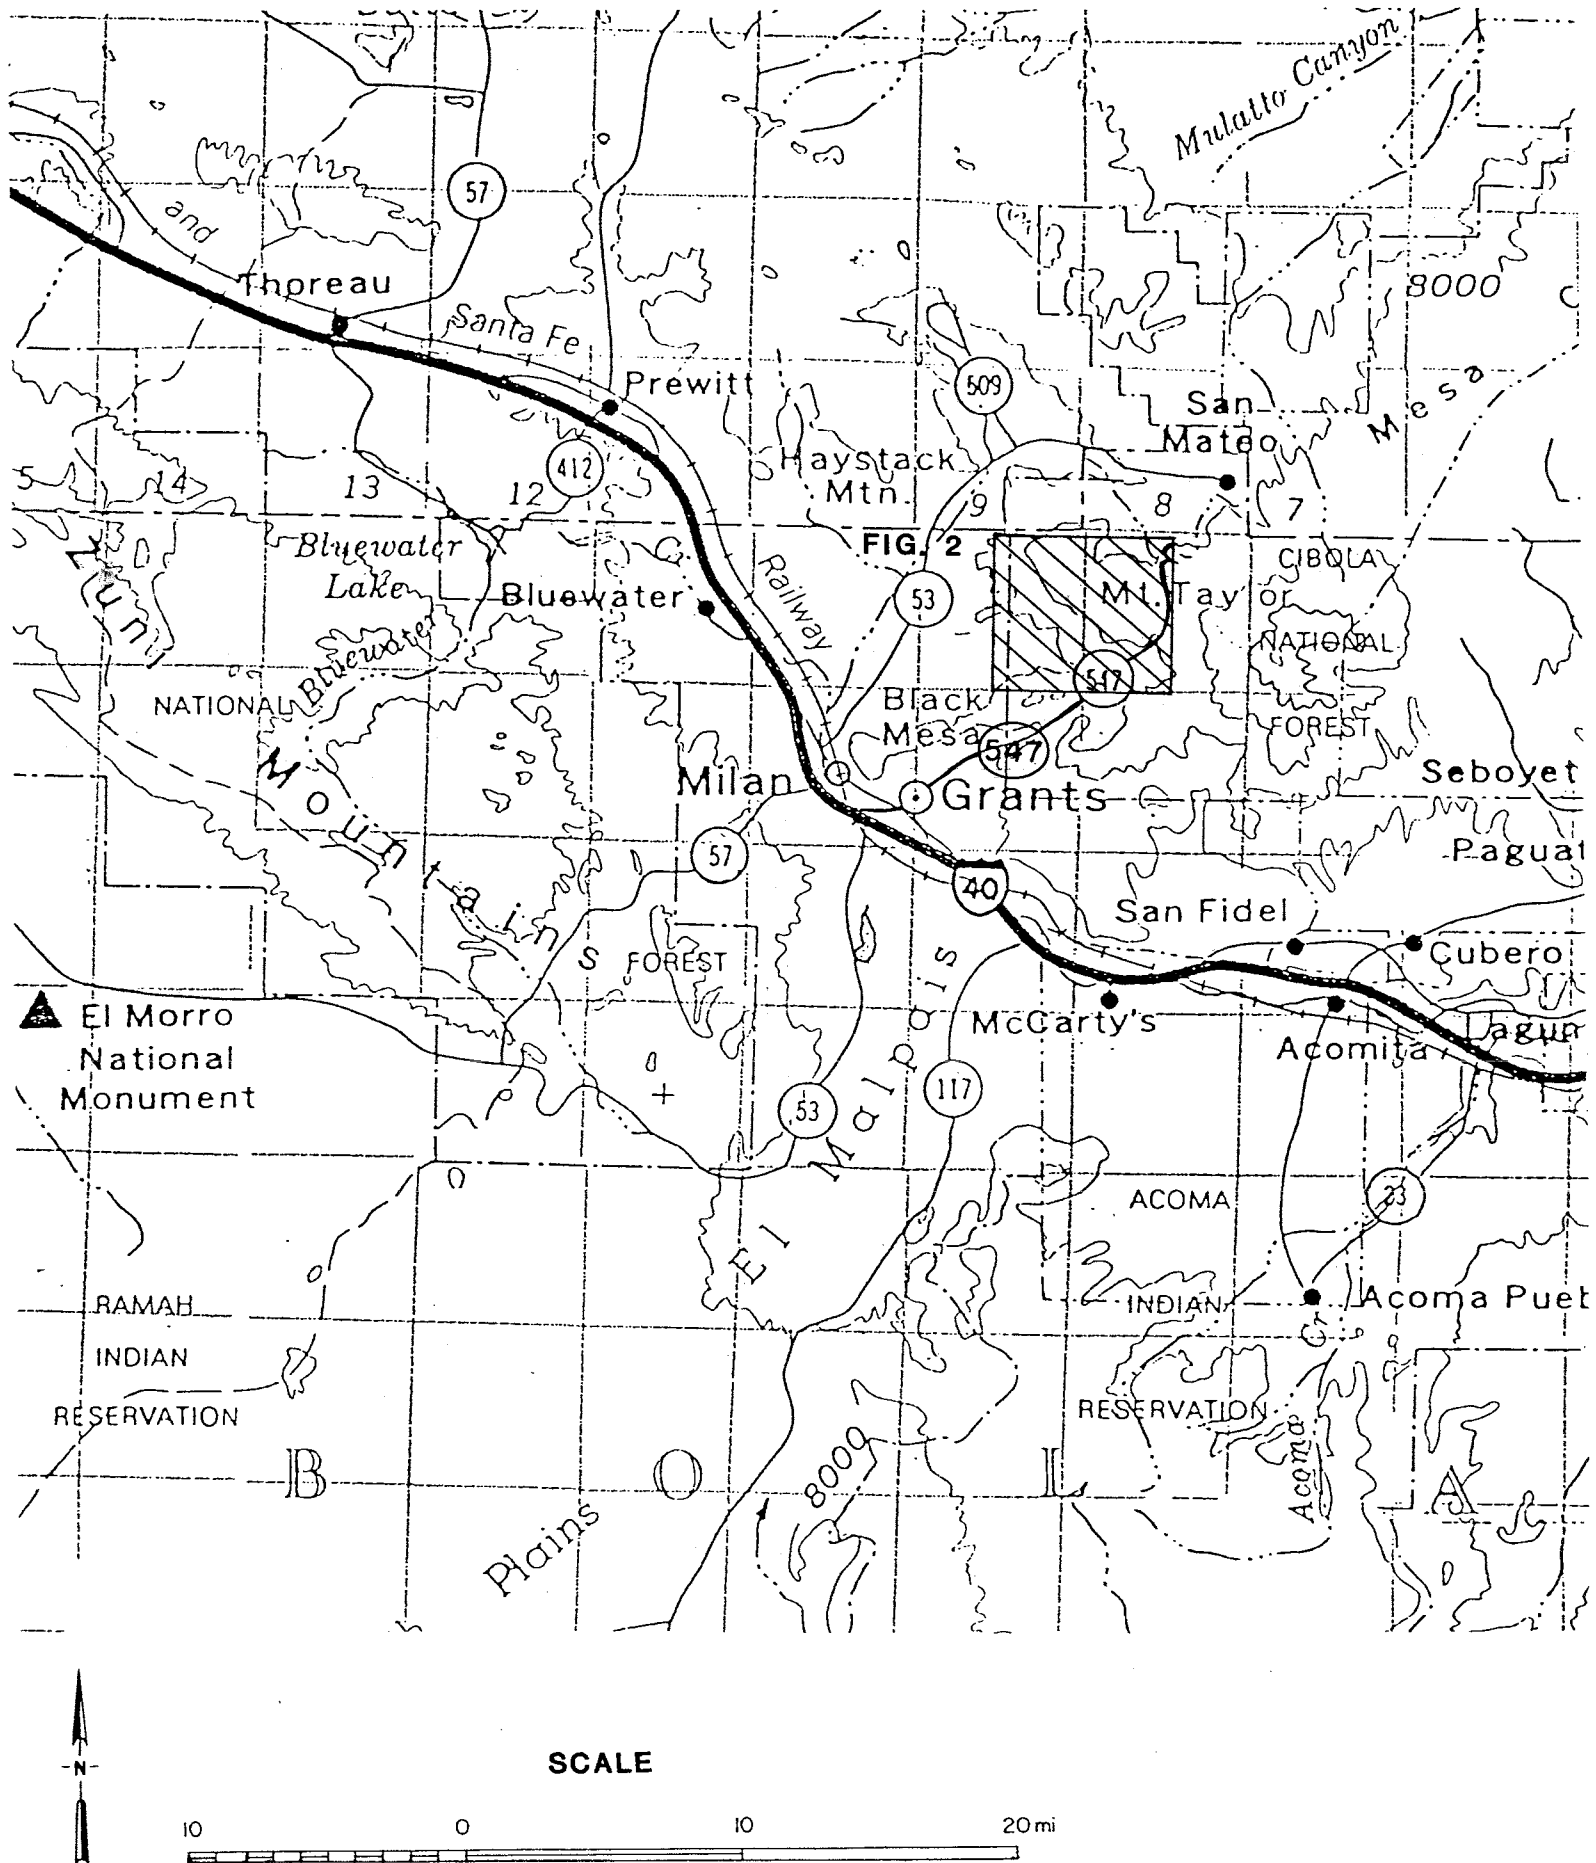 Mulatto Canyon
57
and
Thoreau
8000
Santa Fe
Prewitt
509
San
Mateo
Mesa
412
Haystack
Mtn.
5
14
13
12
9
8
7
Bluewater
Lake
Cr.
FIG. 2
CIBOLA
Zuni
Bluewater
Railway
53
Mt. Taylor
NATIONAL
Bluewater
547
NATIONAL
Black
Mesa
FOREST
547
Mountains
Milan
Grants
Seboyet
57
Paguat
40
San Fidel
FOREST
Cubero
El Morro
National
Monument
McCarty's
Acomita
Lagun
117
53
El Malpais
ACOMA
23
RAMAH
INDIAN
Acoma Pueb
Cr
INDIAN
RESERVATION
RESERVATION
Acoma
8000
B O L A
Plains
-N-
SCALE
10 0 10 20 mi